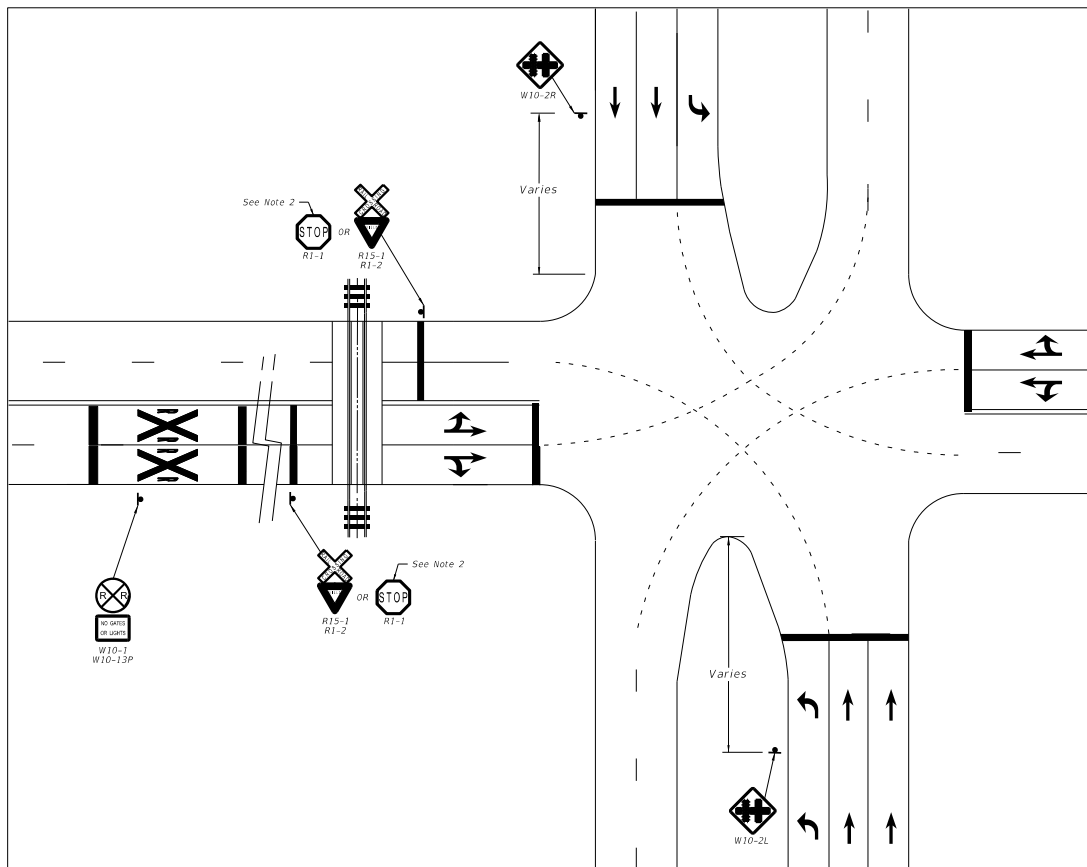 W10-2R
Varies
See Note 2
STOP
OR
R1-1
R15-1
R1-2
R R
R R
R R
NO GATES
OR LIGHTS
W10-1
W10-13P
See Note 2
OR
STOP
R15-1
R1-2
R1-1
Varies
W10-2L